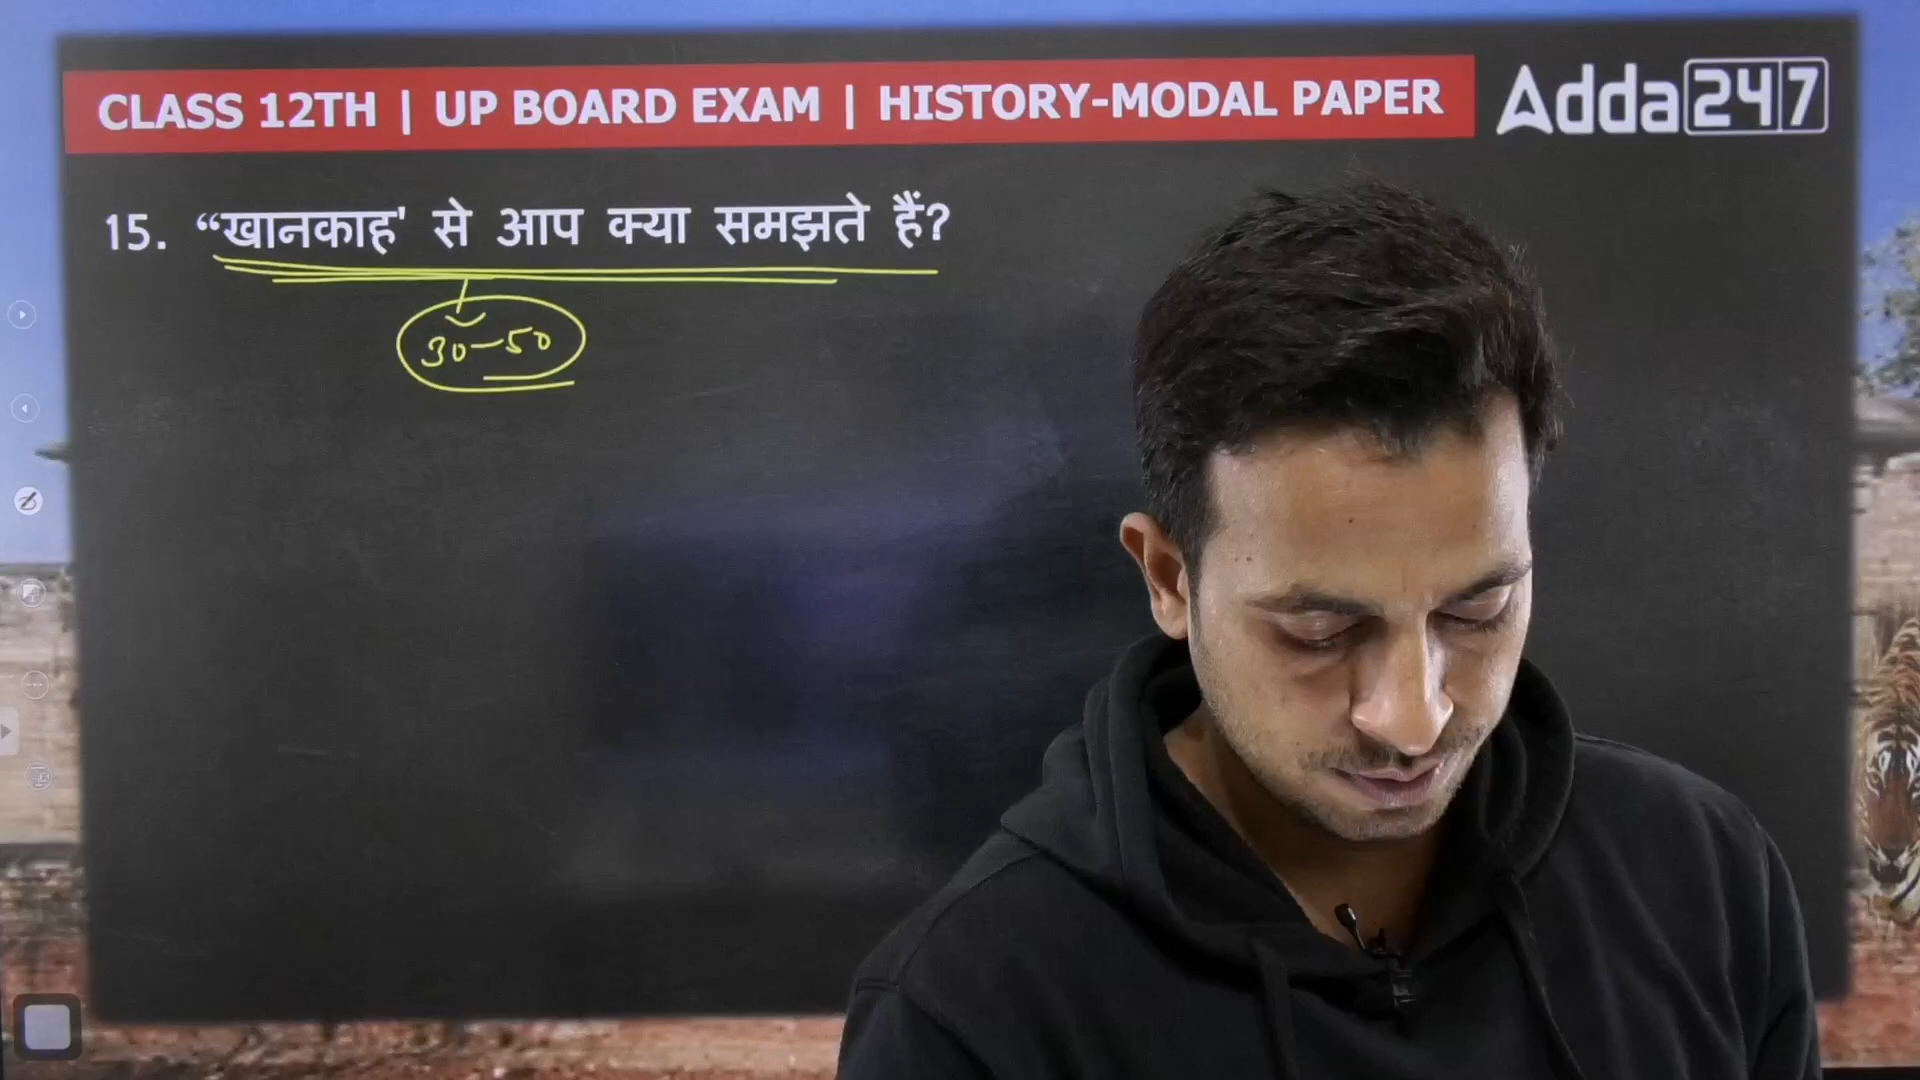 CLASS 12TH | UP BOARD EXAM | HISTORY-MODAL PAPER
Adda247
15. “खानकाह' से आप क्या समझते हैं?
30-50